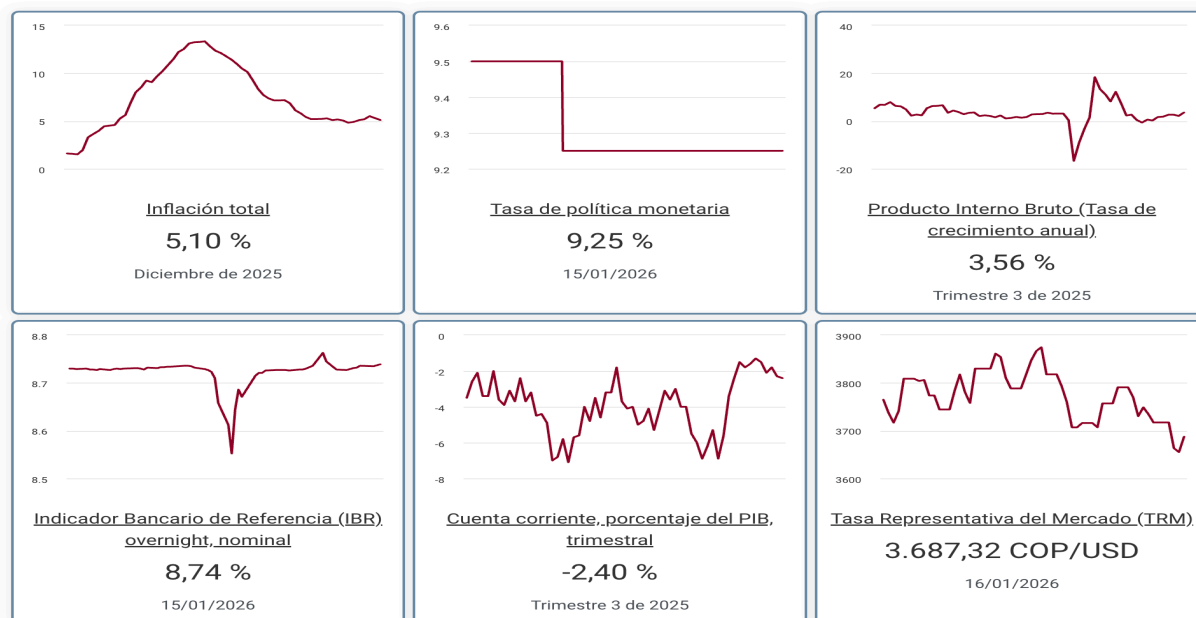 15
10
5
0
Inflación total
5,10 %
Diciembre de 2025
9.6
9.5
9.4
9.3
9.2
Tasa de política monetaria
9,25 %
15/01/2026
40
20
0
-20
Producto Interno Bruto (Tasa de
crecimiento anual)
3,56 %
Trimestre 3 de 2025
8.8
8.7
8.6
8.5
Indicador Bancario de Referencia (IBR)
overnight, nominal
8,74 %
15/01/2026
0
-2
-4
-6
-8
Cuenta corriente, porcentaje del PIB,
trimestral
-2,40 %
Trimestre 3 de 2025
3900
3800
3700
3600
Tasa Representativa del Mercado (TRM)
3.687,32 COP/USD
16/01/2026